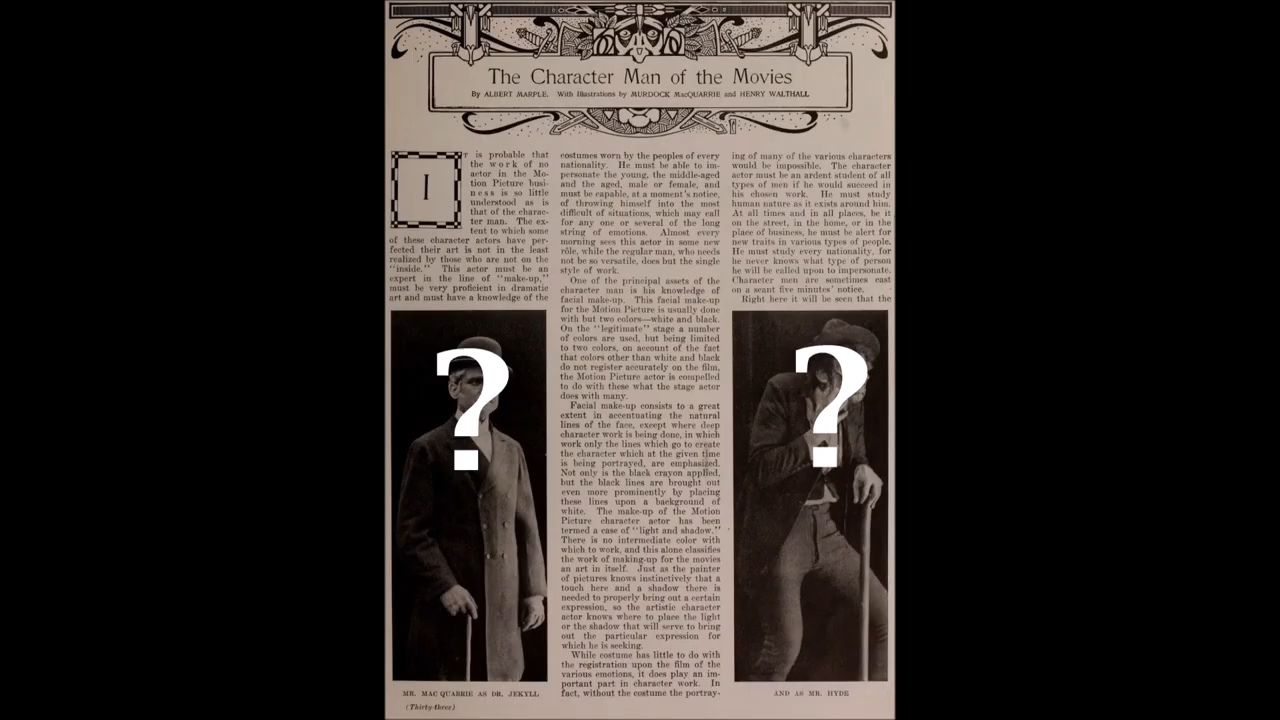 The Character Man of the Movies
By ALBERT MARPLE. With Illustrations by MURDOCK MacQUARRIE and HENRY WALTHALL
IT is probable that
the work of no
actor in the Mo-
tion Picture busi-
ness is so little
understood as is
that of the charac-
ter man. The ex-
tent to which some
of these character actors have per-
fected their art is not in the least
realized by those who are not on the
"inside." This actor must be an
expert in the line of "make-up,"
must be very proficient in dramatic
art and must have a knowledge of the
costumes worn by the peoples of every
nationality. He must be able to im-
personate the young, the middle-aged
and the aged, male or female, and
must be capable, at a moment's notice,
of throwing himself into the most
difficult of situations, which may call
for any one or several of the long
string of emotions. Almost every
morning sees this actor in some new
rôle, while the regular man, who needs
not be so versatile, does but the single
style of work.
One of the principal assets of the
character man is his knowledge of
facial make-up. This facial make-up
for the Motion Picture is usually done
with but two colors—white and black.
On the "legitimate" stage a number
of colors are used, but being limited
to two colors, on account of the fact
that colors other than white and black
do not register accurately on the film,
the Motion Picture actor is compelled
to do with these what the stage actor
does with many.
Facial make-up consists to a great
extent in accentuating the natural
lines of the face, except where deep
character work is being done, in which
work only the lines which go to create
the character which at the given time
is being portrayed, are emphasized.
Not only is the black crayon applied,
but the black lines are brought out
even more prominently by placing
these lines upon a background of
white. The make-up of the Motion
Picture character actor has been
termed a case of "light and shadow."
There is no intermediate color with
which to work, and this alone classifies
the work of making-up for the movies
an art in itself. Just as the painter
of pictures knows instinctively that a
touch here and a shadow there is
needed to properly bring out a certain
expression, so the artistic character
actor knows where to place the light
or the shadow that will serve to bring
out the particular expression for
which he is seeking.
While costume has little to do with
the registration upon the film of the
various emotions, it does play an im-
portant part in character work. In
fact, without the costume the portray-
ing of many of the various characters
would be impossible. The character
actor must be an ardent student of all
types of men if he would succeed in
his chosen work. He must study
human nature as it exists around him.
At all times and in all places, be it
on the street, in the home, or in the
place of business, he must be alert for
new traits in various types of people.
He must study every nationality, for
he never knows what type of person
he will be called upon to impersonate.
Character men are sometimes cast
on a scant five minutes' notice.
Right here it will be seen that the
?
?
MR. MAC QUARRIE AS DR. JEKYLL
AND AS MR. HYDE
(Thirty-three)